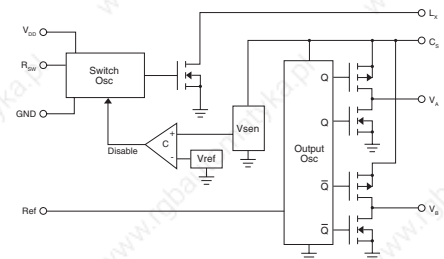 Lx
VDD
Cs
RSW
Switch
Osc
Q
GND
VA
Vsen
Q
Disable
C
+
-
Vref
Output
Osc
Q̅
Ref
VB
Q̅